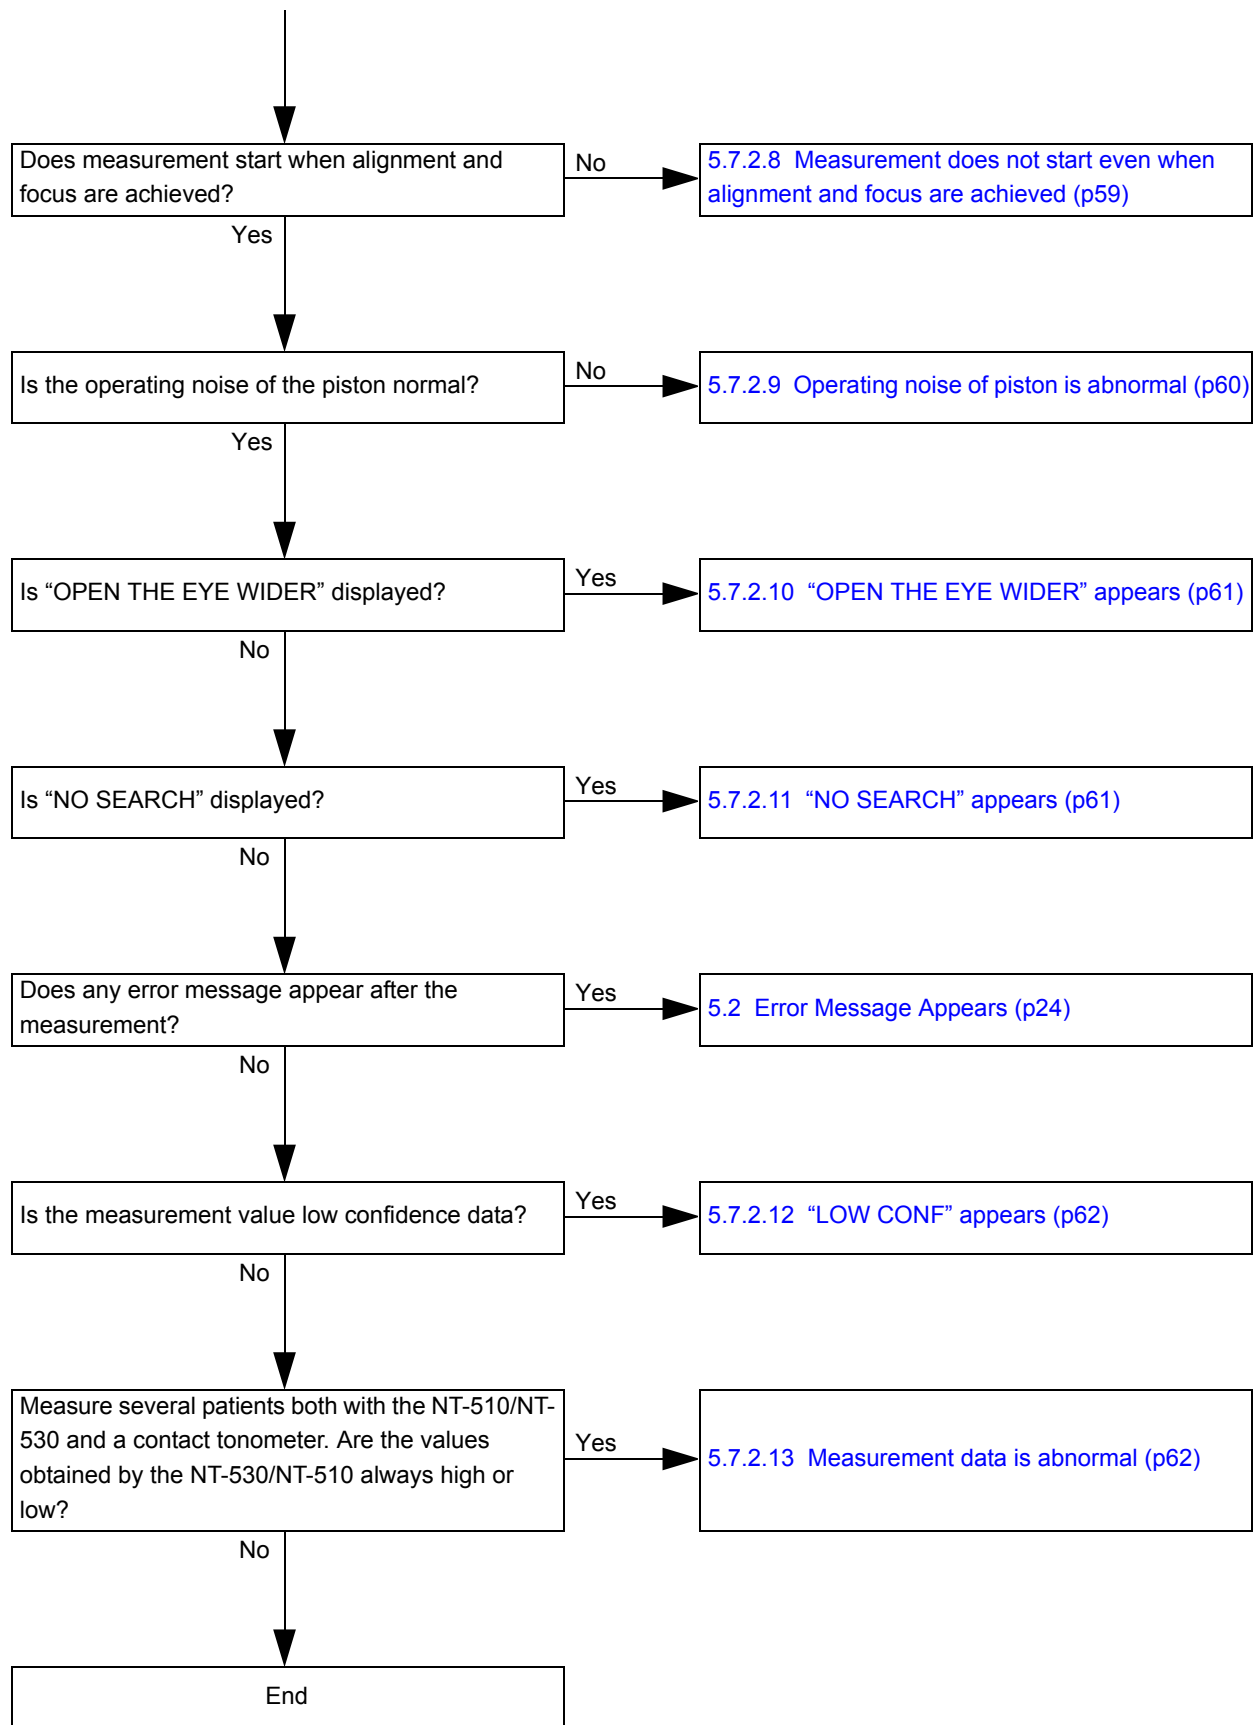 Does measurement start when alignment and
focus are achieved?
No
5.7.2.8 Measurement does not start even when
alignment and focus are achieved (p59)
Yes
Is the operating noise of the piston normal?
No
5.7.2.9 Operating noise of piston is abnormal (p60)
Yes
Is “OPEN THE EYE WIDER” displayed?
Yes
5.7.2.10 “OPEN THE EYE WIDER” appears (p61)
No
Is “NO SEARCH” displayed?
Yes
5.7.2.11 “NO SEARCH” appears (p61)
No
Does any error message appear after the
measurement?
Yes
5.2 Error Message Appears (p24)
No
Is the measurement value low confidence data?
Yes
5.7.2.12 “LOW CONF” appears (p62)
No
Measure several patients both with the NT-510/NT-
530 and a contact tonometer. Are the values
obtained by the NT-530/NT-510 always high or
low?
Yes
5.7.2.13 Measurement data is abnormal (p62)
No
End